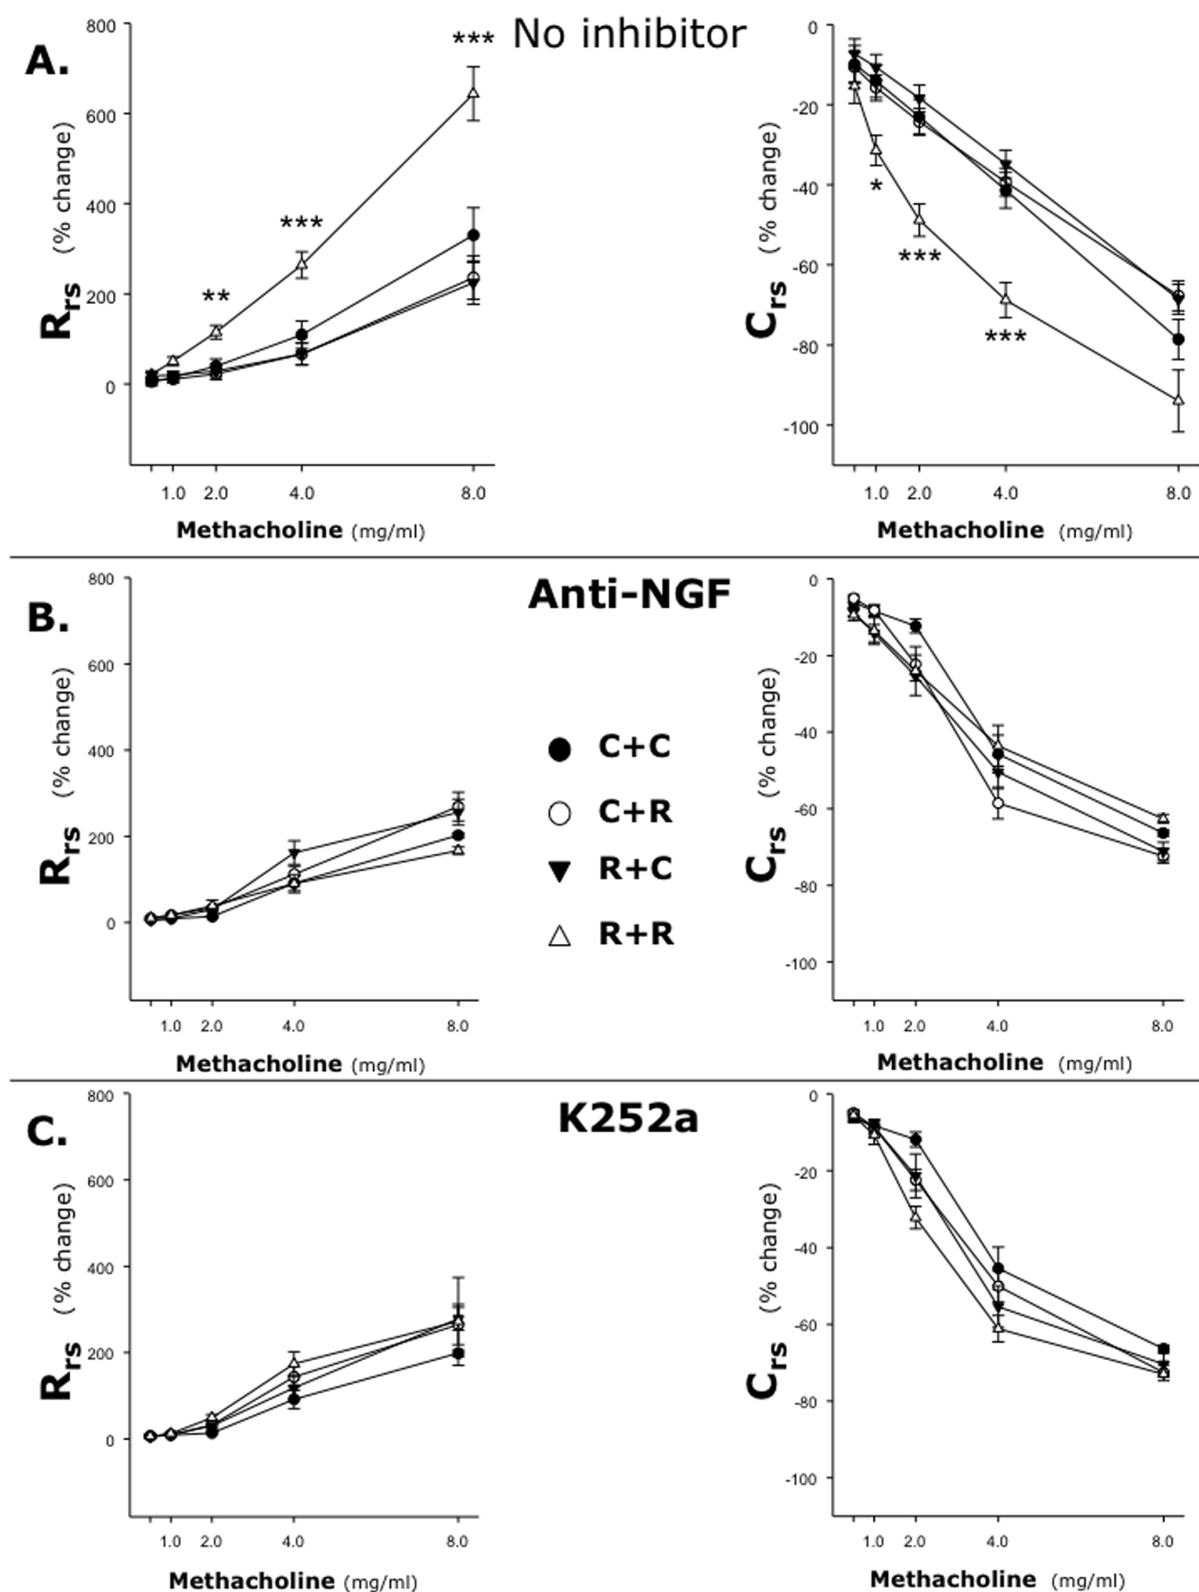 No inhibitor
A.
800
600
400
200
0
Rrs (% change)
***
***
**
1.0 2.0 4.0 8.0
Methacholine (mg/ml)
0
-20
-40
-60
-80
-100
Crs (% change)
*
***
***
1.0 2.0 4.0 8.0
Methacholine (mg/ml)
Anti-NGF
B.
800
600
400
200
0
Rrs (% change)
1.0 2.0 4.0 8.0
Methacholine (mg/ml)
C+C
C+R
R+C
R+R
0
-20
-40
-60
-80
-100
Crs (% change)
1.0 2.0 4.0 8.0
Methacholine (mg/ml)
K252a
C.
800
600
400
200
0
Rrs (% change)
1.0 2.0 4.0 8.0
Methacholine (mg/ml)
0
-20
-40
-60
-80
-100
Crs (% change)
1.0 2.0 4.0 8.0
Methacholine (mg/ml)